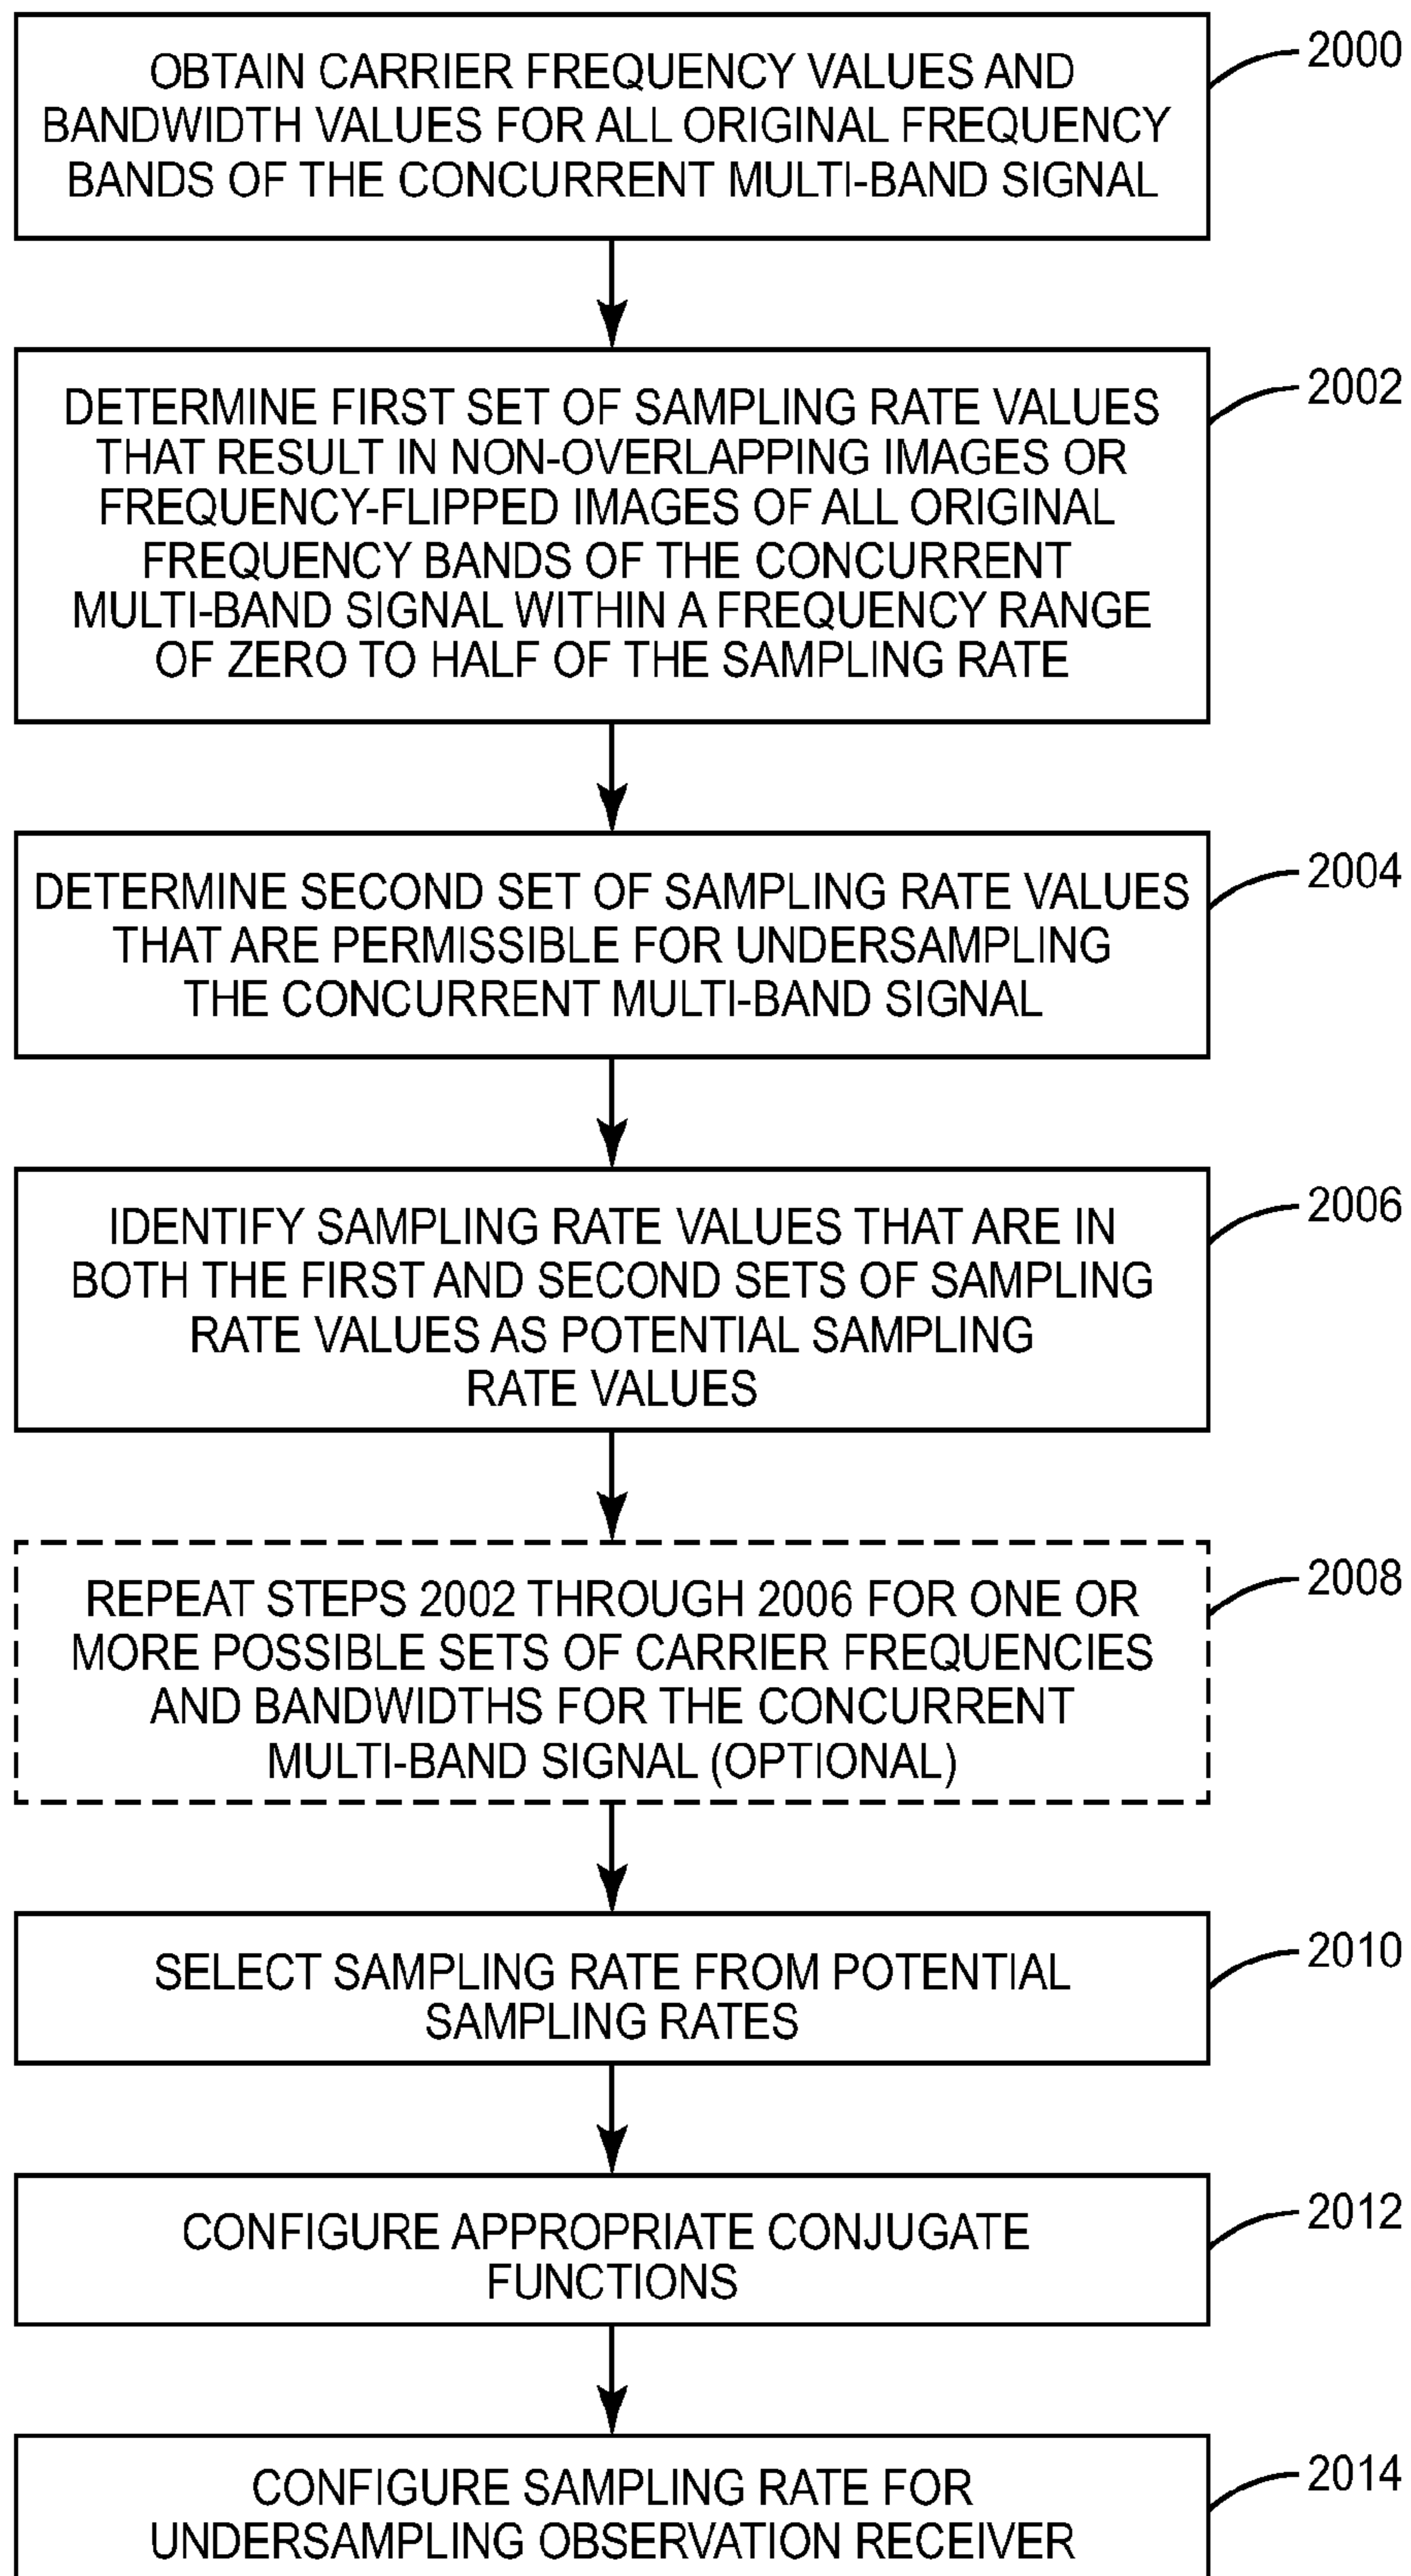 OBTAIN CARRIER FREQUENCY VALUES AND
BANDWIDTH VALUES FOR ALL ORIGINAL FREQUENCY
BANDS OF THE CONCURRENT MULTI-BAND SIGNAL
2000
DETERMINE FIRST SET OF SAMPLING RATE VALUES
THAT RESULT IN NON-OVERLAPPING IMAGES OR
FREQUENCY-FLIPPED IMAGES OF ALL ORIGINAL
FREQUENCY BANDS OF THE CONCURRENT
MULTI-BAND SIGNAL WITHIN A FREQUENCY RANGE
OF ZERO TO HALF OF THE SAMPLING RATE
2002
DETERMINE SECOND SET OF SAMPLING RATE VALUES
THAT ARE PERMISSIBLE FOR UNDERSAMPLING
THE CONCURRENT MULTI-BAND SIGNAL
2004
IDENTIFY SAMPLING RATE VALUES THAT ARE IN
BOTH THE FIRST AND SECOND SETS OF SAMPLING
RATE VALUES AS POTENTIAL SAMPLING
RATE VALUES
2006
REPEAT STEPS 2002 THROUGH 2006 FOR ONE OR
MORE POSSIBLE SETS OF CARRIER FREQUENCIES
AND BANDWIDTHS FOR THE CONCURRENT
MULTI-BAND SIGNAL (OPTIONAL)
2008
SELECT SAMPLING RATE FROM POTENTIAL
SAMPLING RATES
2010
CONFIGURE APPROPRIATE CONJUGATE
FUNCTIONS
2012
CONFIGURE SAMPLING RATE FOR
UNDERSAMPLING OBSERVATION RECEIVER
2014